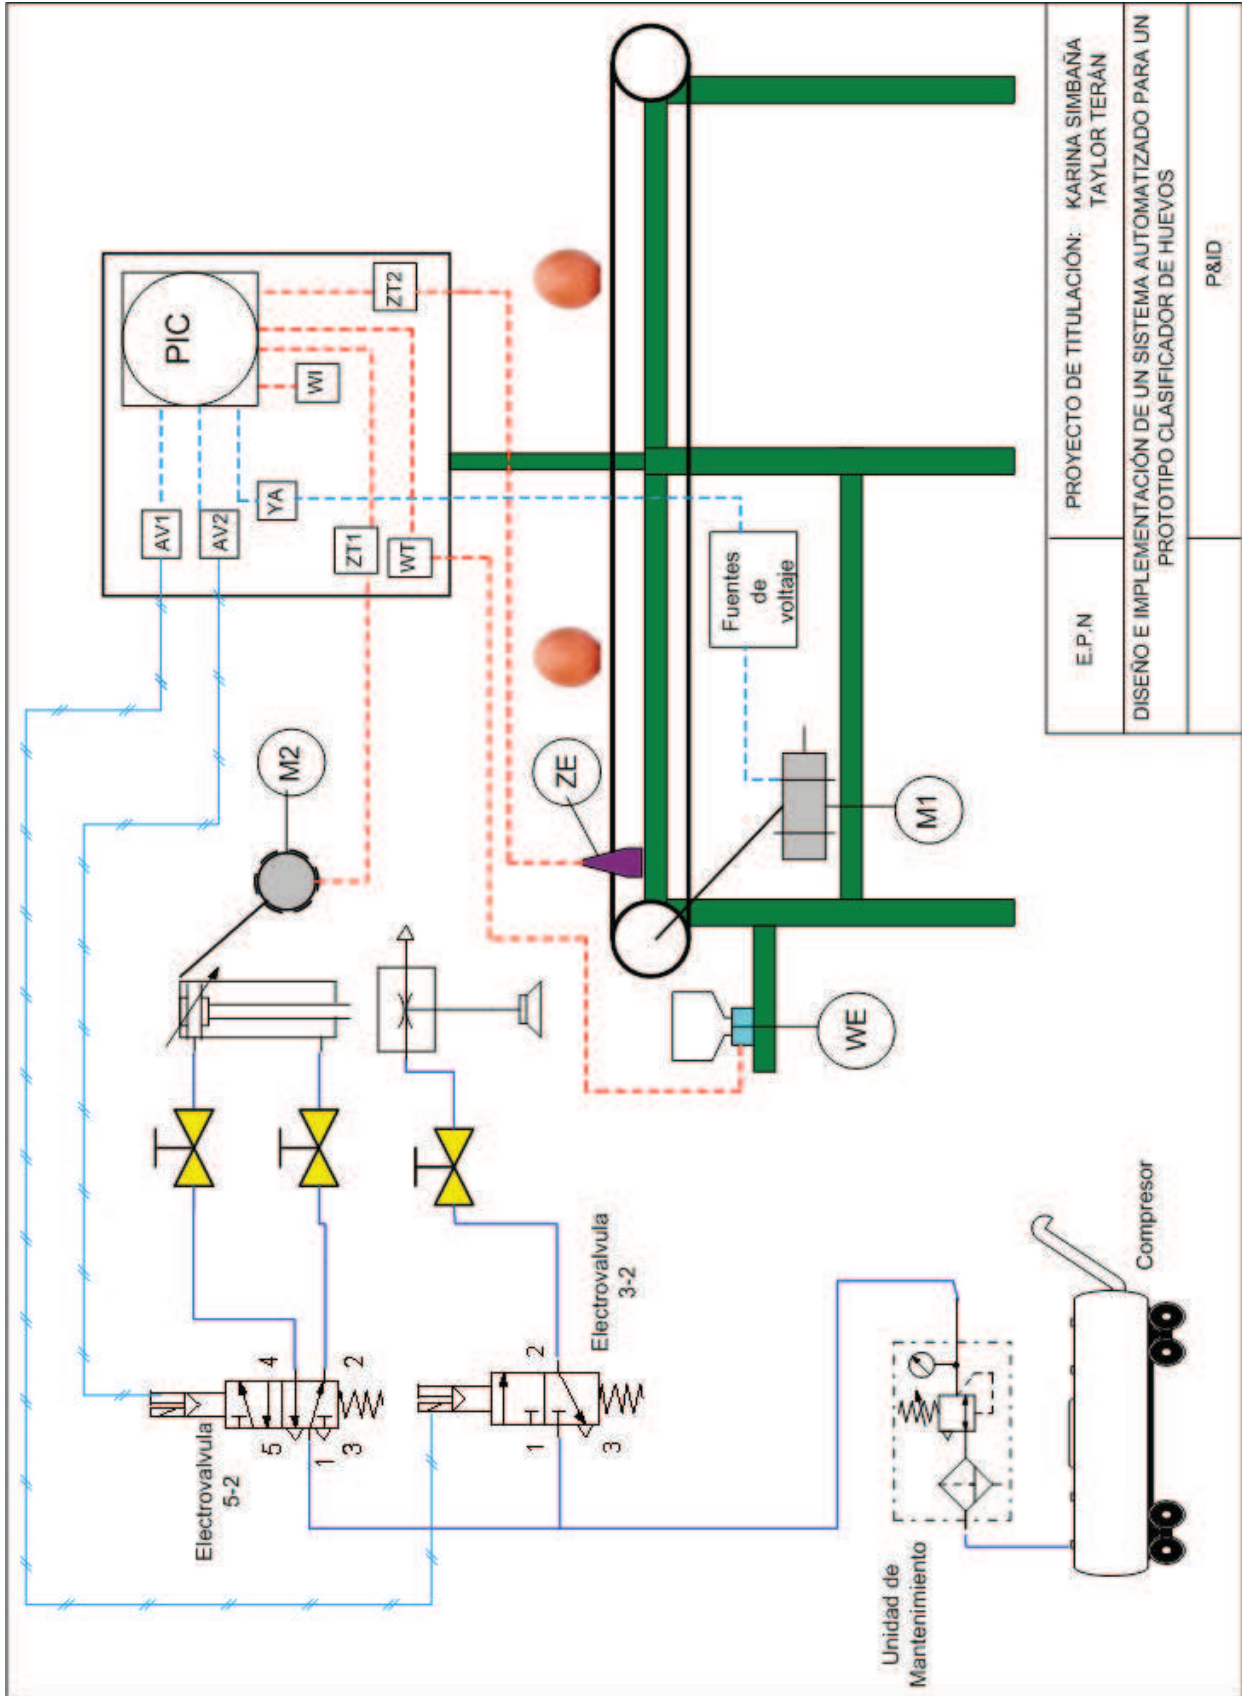 Electrovalvula
5-2
5
4
1
3
2
Electrovalvula
3-2
1
2
3
Unidad de
Mantenimiento
Compresor
M2
AV1
AV2
YA
PIC
WI
ZT1
WT
ZT2
ZE
WE
M1
Fuentes
de
voltaje
E.P.N
PROYECTO DE TITULACIÓN: KARINA SIMBAÑA
TAYLOR TERÁN
DISEÑO E IMPLEMENTACIÓN DE UN SISTEMA AUTOMATIZADO PARA UN
PROTOTIPO CLASIFICADOR DE HUEVOS
P&ID